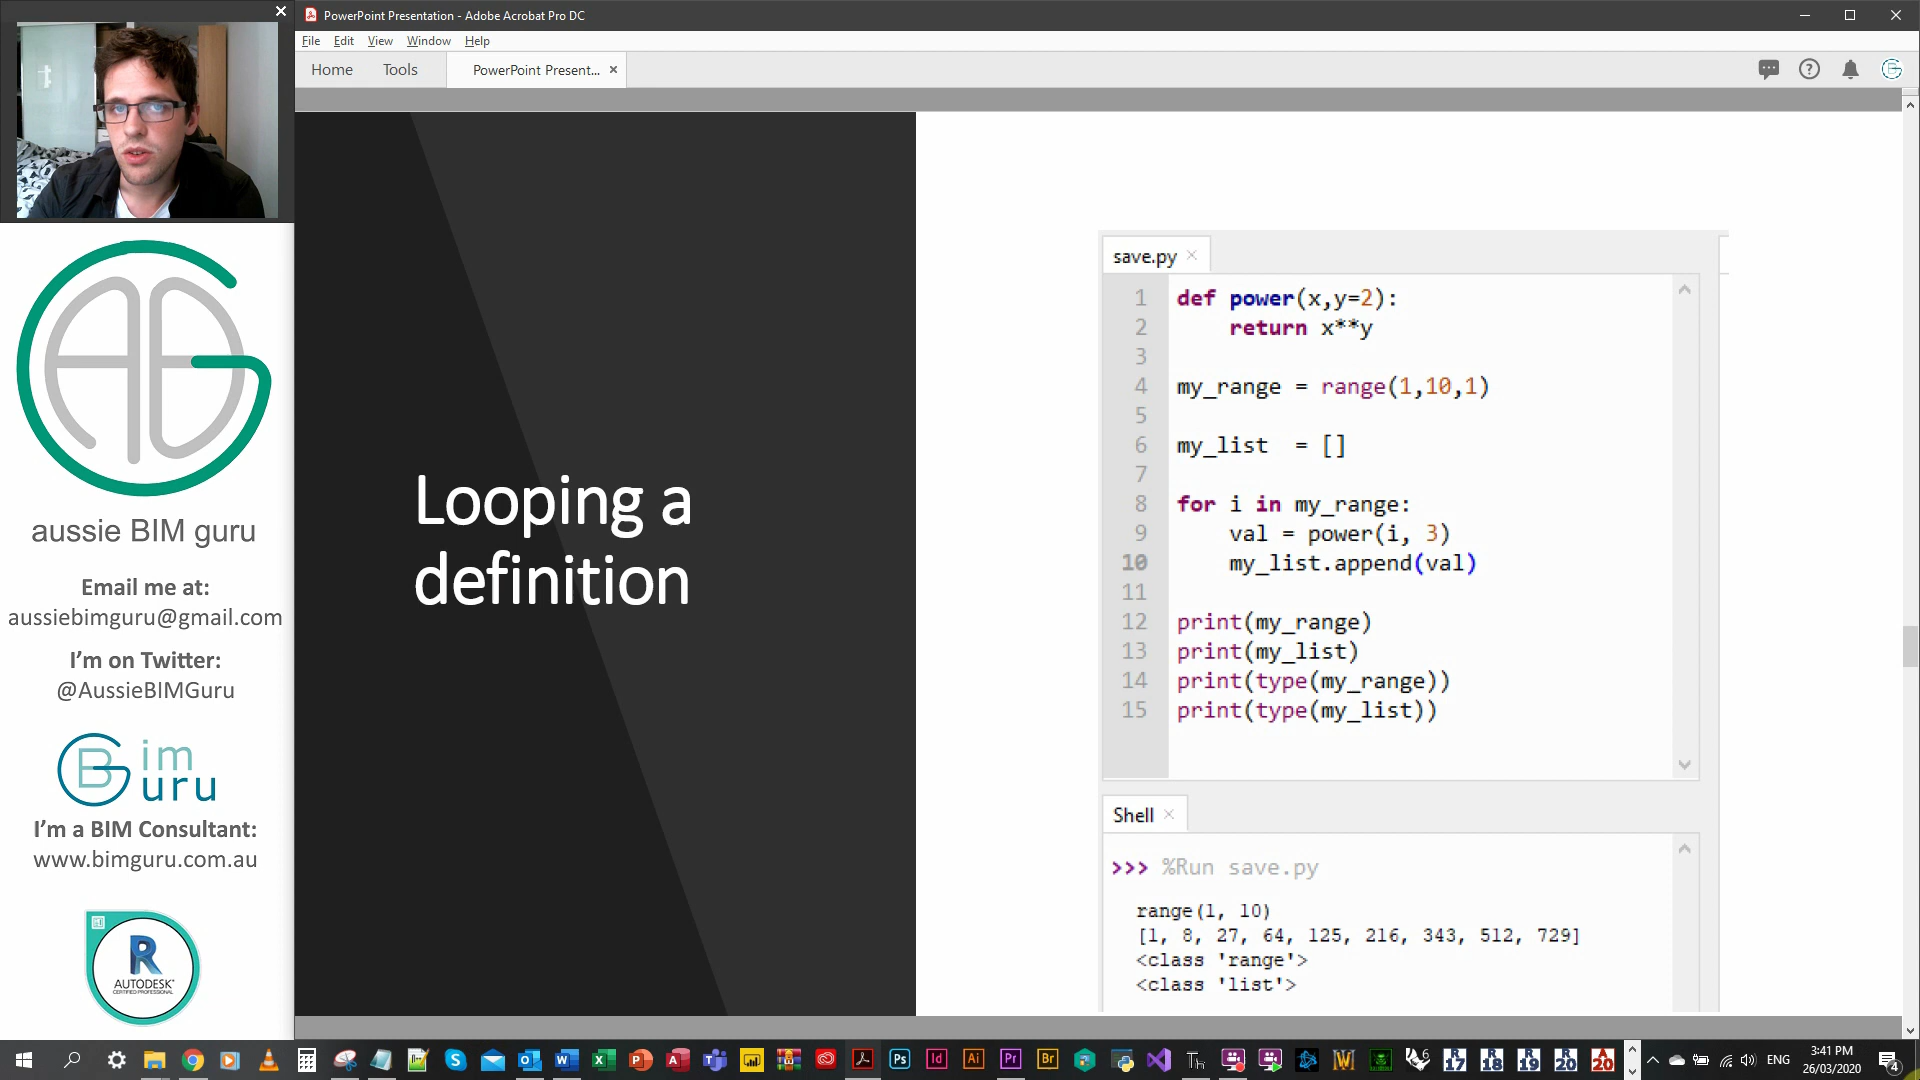 PowerPoint Presentation - Adobe Acrobat Pro DC
File Edit View Window Help
Home Tools PowerPoint Present...
aussie BIM guru
Email me at:
aussiebimguru@gmail.com
I'm on Twitter:
@AussieBIMGuru
Bim
Guru
I'm a BIM Consultant:
www.bimguru.com.au
R
AUTODESK
CERTIFIED PROFESSIONAL
Looping a
definition
save.py
1 def power(x,y=2):
2 return x**y
3
4 my_range = range(1,10,1)
5
6 my_list = []
7
8 for i in my_range:
9 val = power(i, 3)
10 my_list.append(val)
11
12 print(my_range)
13 print(my_list)
14 print(type(my_range))
15 print(type(my_list))
Shell
>>> %Run save.py
range(1, 10)
[1, 8, 27, 64, 125, 216, 343, 512, 729]
<class 'range'>
<class 'list'>
ENG
3:41 PM
26/03/2020
4